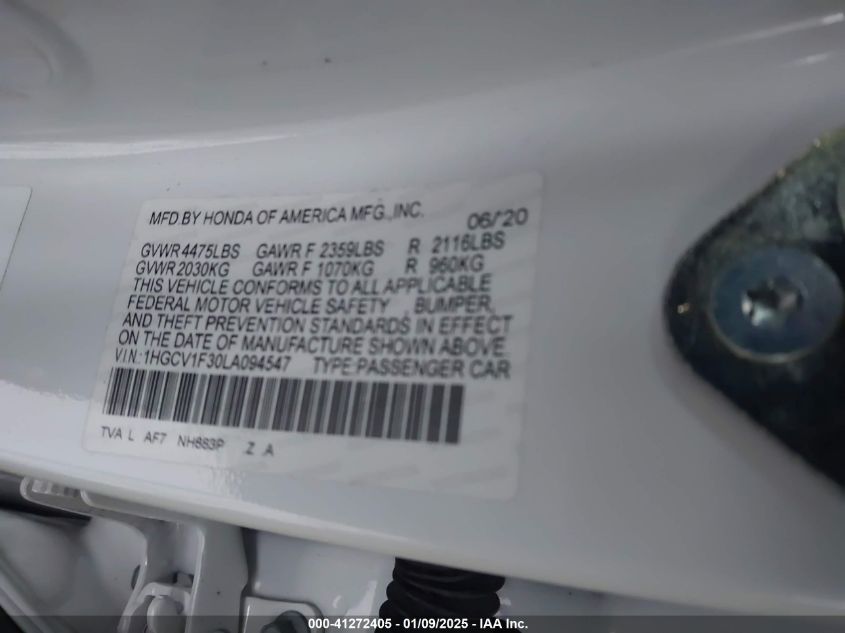 MFD.BY HONDA OF AMERICA MFG.,INC. 06/'20
GVWR 4475LBS GAWR F 2359LBS R 2116LBS
GVWR 2030KG GAWR F 1070KG R 960KG
THIS VEHICLE CONFORMS TO ALL APPLICABLE
FEDERAL MOTOR VEHICLE SAFETY , BUMPER,
AND THEFT PREVENTION STANDARDS IN EFFECT
ON THE DATE OF MANUFACTURE SHOWN ABOVE.
V.I.N.:1HGCV1F30LA094547 TYPE:PASSENGER CAR
TVA L AF7 NH883P Z A
000-41272405 | 01/09/2025 - IAA Inc.